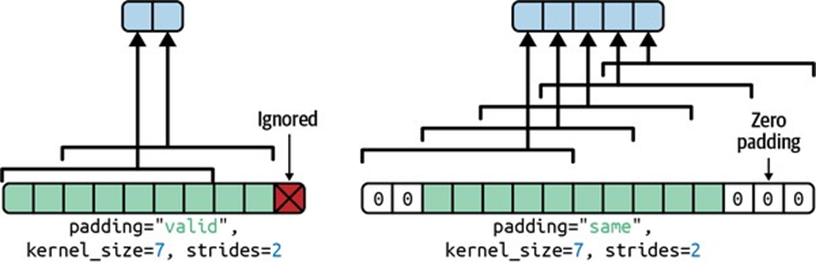 Ignored
padding="valid",
kernel_size=7, strides=2
Zero
padding
0 0 0 0 0
padding="same",
kernel_size=7, strides=2